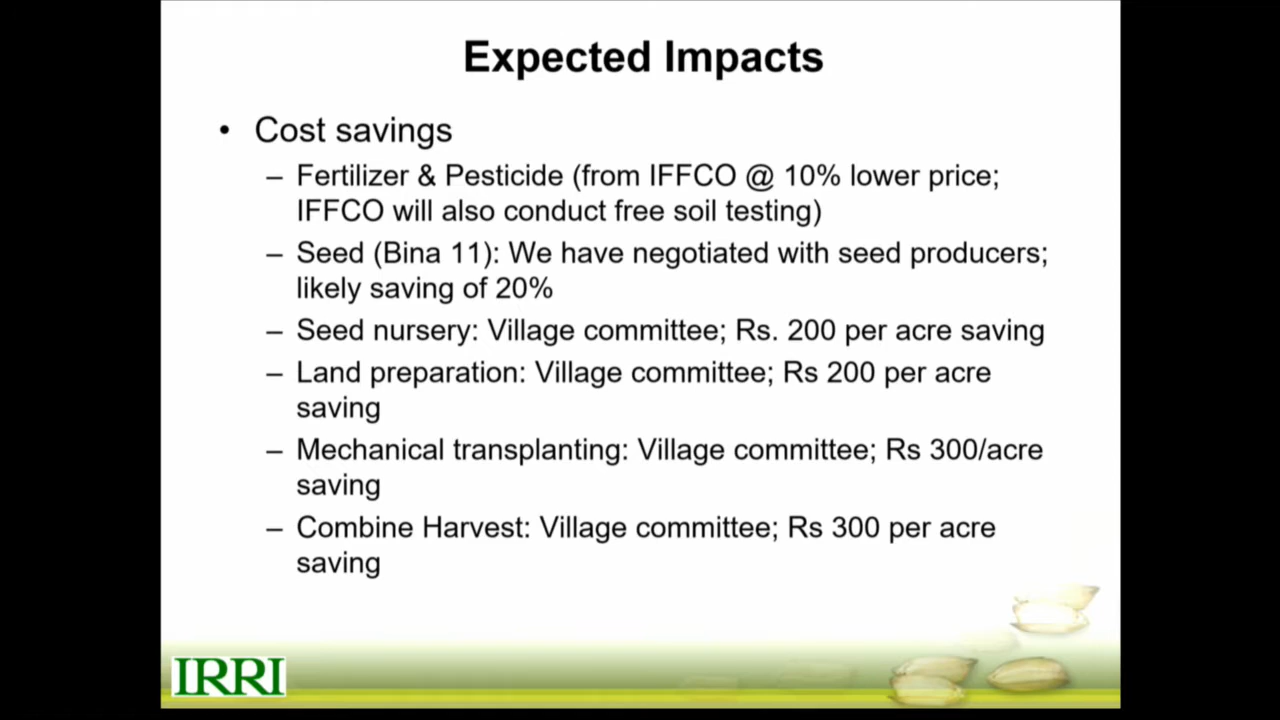 Expected Impacts
• Cost savings
– Fertilizer & Pesticide (from IFFCO @ 10% lower price;
IFFCO will also conduct free soil testing)
– Seed (Bina 11): We have negotiated with seed producers;
likely saving of 20%
– Seed nursery: Village committee; Rs. 200 per acre saving
– Land preparation: Village committee; Rs 200 per acre
saving
– Mechanical transplanting: Village committee; Rs 300/acre
saving
– Combine Harvest: Village committee; Rs 300 per acre
saving
IRRI